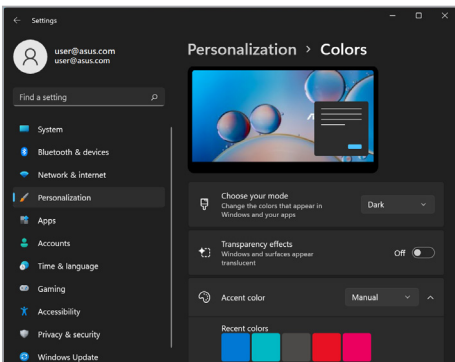 Settings
user@asus.com
user@asus.com
Find a setting
System
Bluetooth & devices
Network & internet
Personalization
Apps
Accounts
Time & language
Gaming
Accessibility
Privacy & security
Windows Update
Personalization > Colors
Choose your mode
Change the colors that appear in
Windows and your apps
Dark
Transparency effects
Windows and surfaces appear
translucent
Off
Accent color
Manual
Recent colors